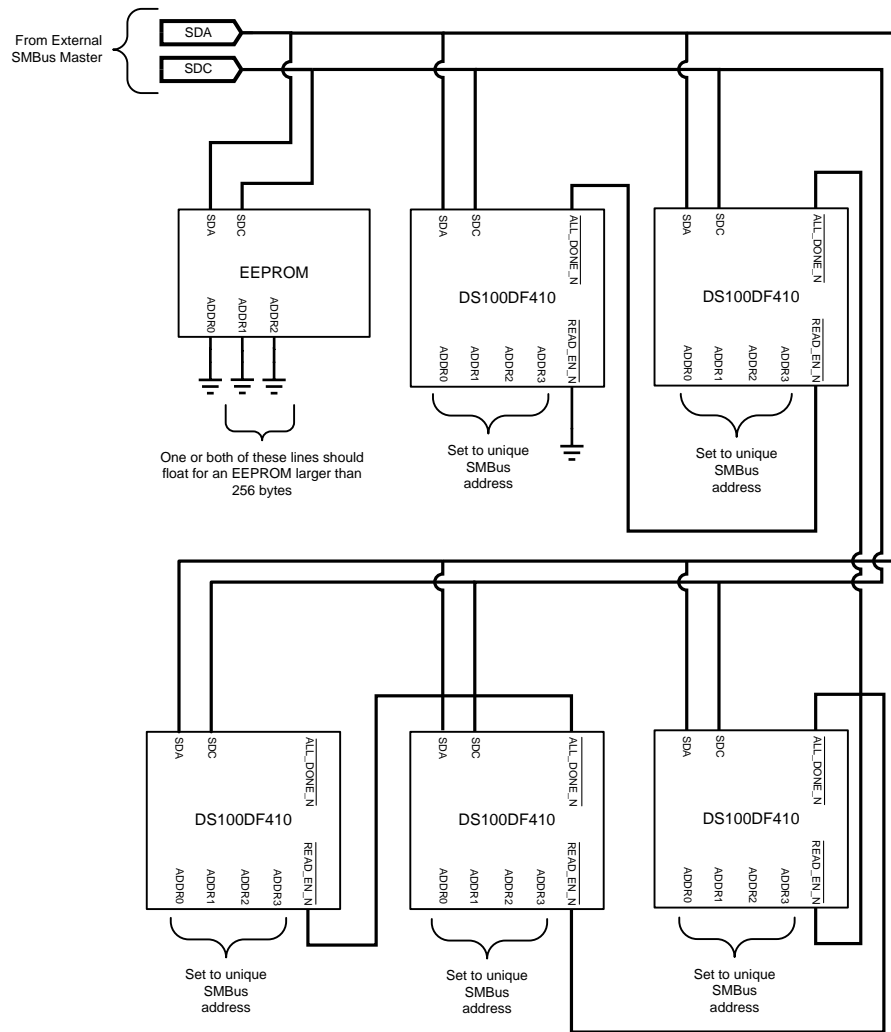 From External
SMBus Master
SDA
SDC
SDA
SDC
EEPROM
ADDR0
ADDR1
ADDR2
One or both of these lines should
float for an EEPROM larger than
256 bytes
SDA
SDC
ALL_DONE_N
DS100DF410
ADDR0
ADDR1
ADDR2
ADDR3
READ_EN_N
Set to unique
SMBus
address
SDA
SDC
ALL_DONE_N
DS100DF410
ADDR0
ADDR1
ADDR2
ADDR3
READ_EN_N
Set to unique
SMBus
address
SDA
SDC
ALL_DONE_N
DS100DF410
ADDR0
ADDR1
ADDR2
ADDR3
READ_EN_N
Set to unique
SMBus
address
SDA
SDC
ALL_DONE_N
DS100DF410
ADDR0
ADDR1
ADDR2
ADDR3
READ_EN_N
Set to unique
SMBus
address
SDA
SDC
ALL_DONE_N
DS100DF410
ADDR0
ADDR1
ADDR2
ADDR3
READ_EN_N
Set to unique
SMBus
address